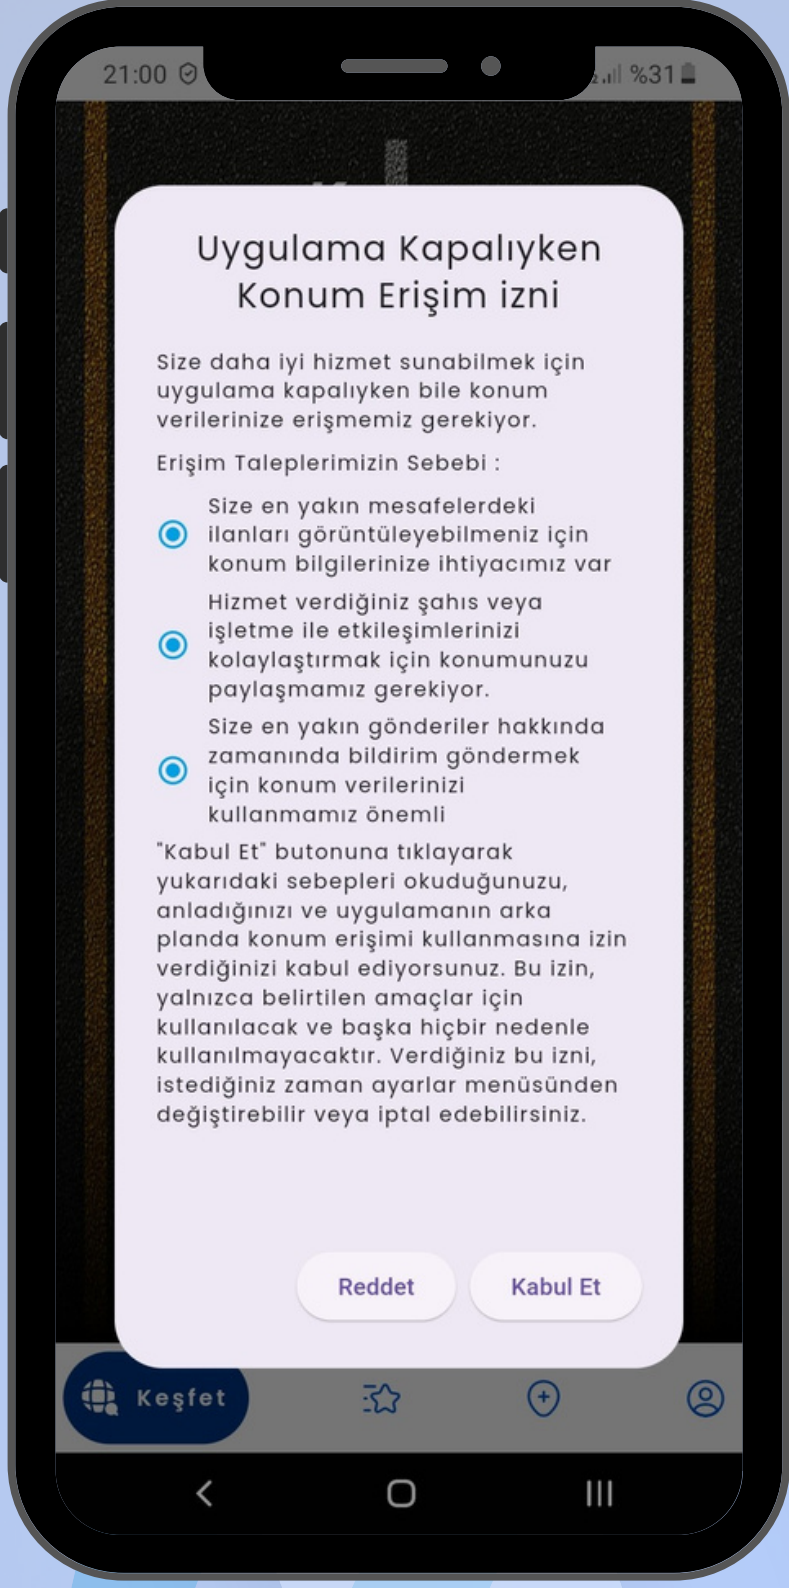 21:00
%31
Uygulama Kapalıyken
Konum Erişim izni
Size daha iyi hizmet sunabilmek için
uygulama kapalıyken bile konum
verilerinize erişmemiz gerekiyor.
Erişim Taleplerimizin Sebebi :
Size en yakın mesafelerdeki
ilanları görüntüleyebilmeniz için
konum bilgilerinize ihtiyacımız var
Hizmet verdiğiniz şahıs veya
işletme ile etkileşimlerinizi
kolaylaştırmak için konumunuzu
paylaşmamız gerekiyor.
Size en yakın gönderiler hakkında
zamanında bildirim göndermek
için konum verilerinizi
kullanmamız önemli
"Kabul Et" butonuna tıklayarak
yukarıdaki sebepleri okuduğunuzu,
anladığınızı ve uygulamanın arka
planda konum erişimi kullanmasına izin
verdiğinizi kabul ediyorsunuz. Bu izin,
yalnızca belirtilen amaçlar için
kullanılacak ve başka hiçbir nedenle
kullanılmayacaktır. Verdiğiniz bu izni,
istediğiniz zaman ayarlar menüsünden
değiştirebilir veya iptal edebilirsiniz.
Reddet
Kabul Et
Keşfet